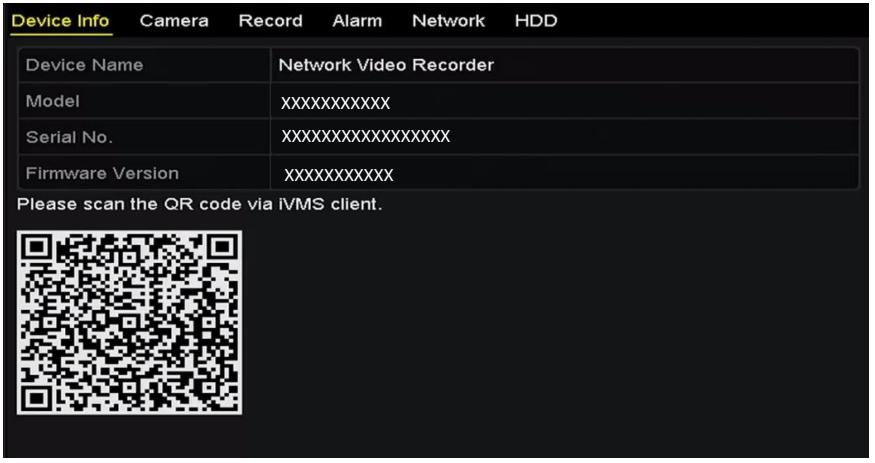 Device Info Camera Record Alarm Network HDD
Device Name Network Video Recorder
Model XXXXXXXXXXX
Serial No. XXXXXXXXXXXXXXXXX
Firmware Version XXXXXXXXXXX
Please scan the QR code via iVMS client.